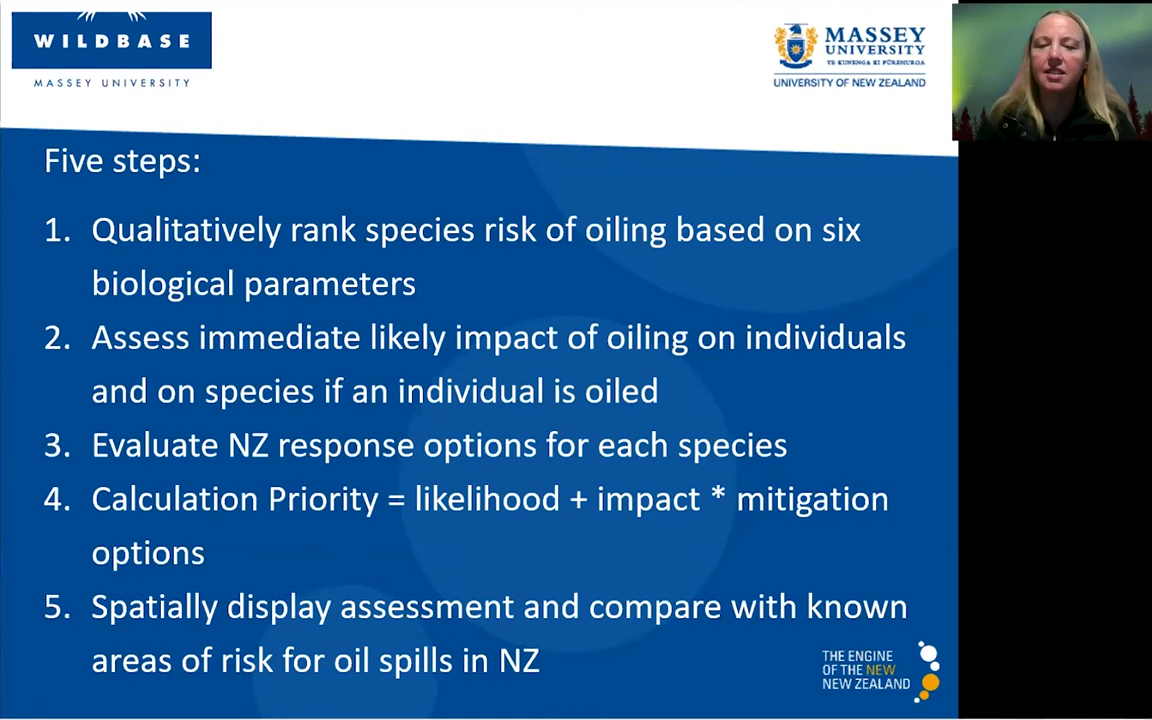 WILDBASE
MASSEY UNIVERSITY
MASSEY
UNIVERSITY
TE KUNENGA KI PŪREHUROA
UNIVERSITY OF NEW ZEALAND
Five steps:
1. Qualitatively rank species risk of oiling based on six
biological parameters
2. Assess immediate likely impact of oiling on individuals
and on species if an individual is oiled
3. Evaluate NZ response options for each species
4. Calculation Priority = likelihood + impact * mitigation
options
5. Spatially display assessment and compare with known
areas of risk for oil spills in NZ
THE ENGINE
OF THE NEW
NEW ZEALAND